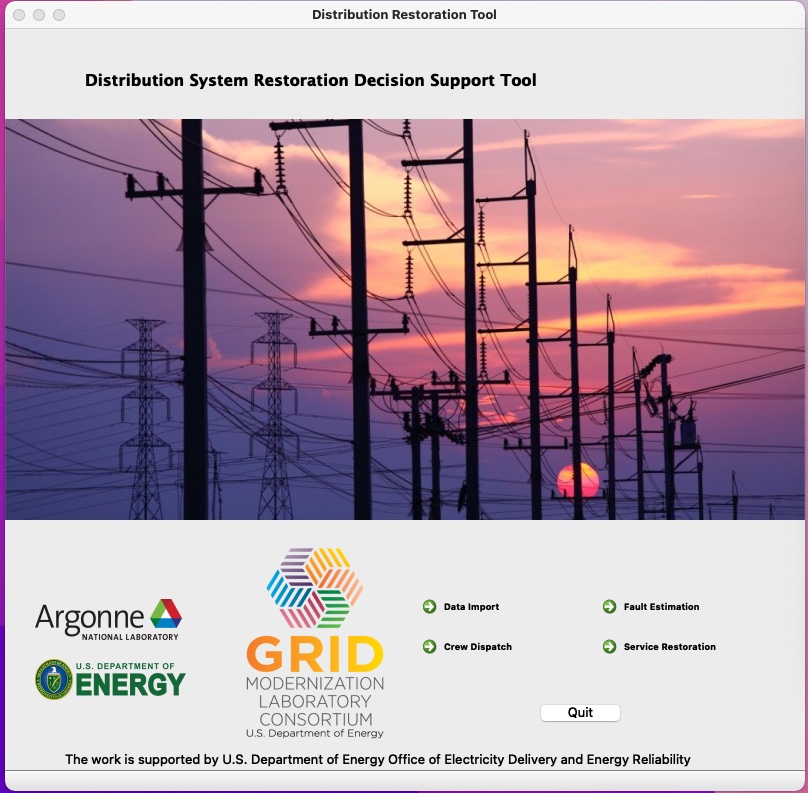 Distribution Restoration Tool
Distribution System Restoration Decision Support Tool
Argonne
NATIONAL LABORATORY
U.S. DEPARTMENT OF
ENERGY
GRID
MODERNIZATION
LABORATORY
CONSORTIUM
U.S. Department of Energy
Data Import
Fault Estimation
Crew Dispatch
Service Restoration
Quit
The work is supported by U.S. Department of Energy Office of Electricity Delivery and Energy Reliability